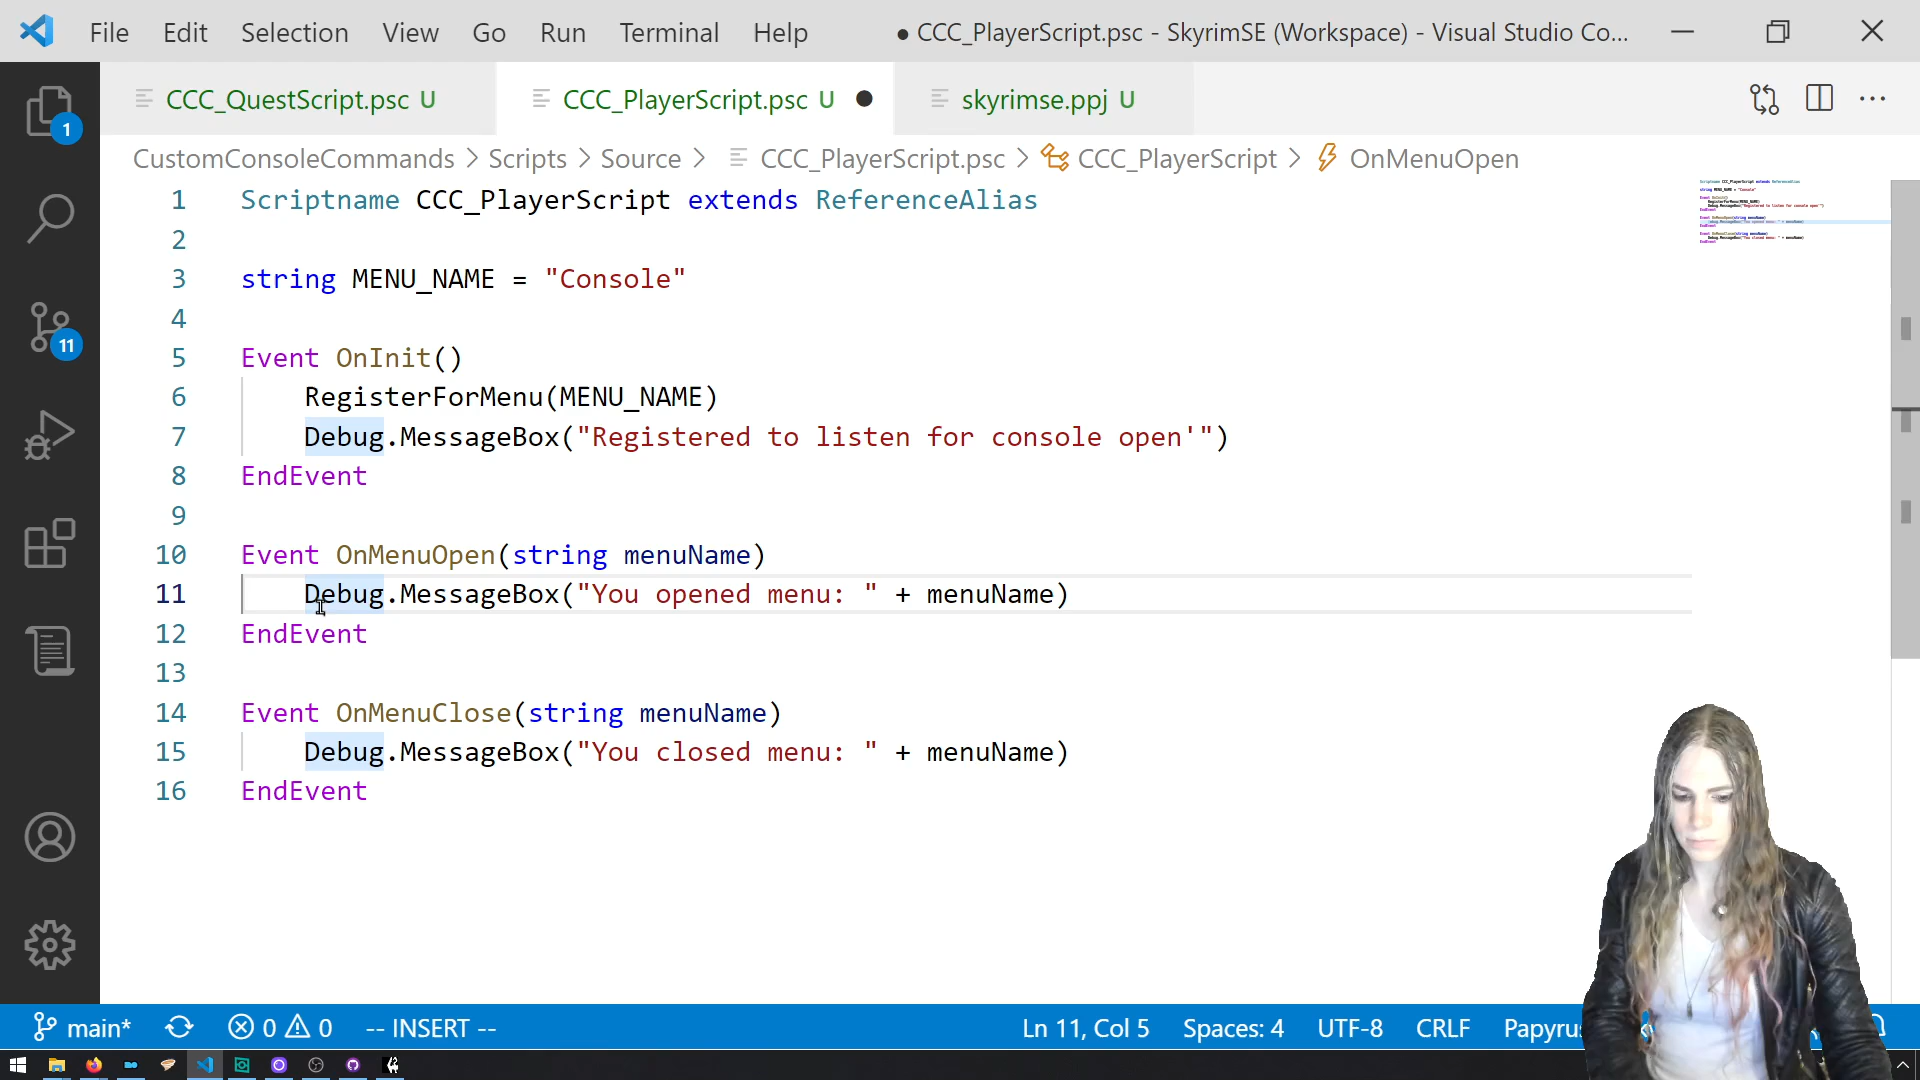 File Edit Selection View Go Run Terminal Help ● CCC_PlayerScript.psc - SkyrimSE (Workspace) - Visual Studio Co...
CCC_QuestScript.psc U CCC_PlayerScript.psc U skyrimse.ppj U
1
CustomConsoleCommands > Scripts > Source > CCC_PlayerScript.psc > CCC_PlayerScript > OnMenuOpen
1 Scriptname CCC_PlayerScript extends ReferenceAlias
2
3 string MENU_NAME = "Console"
4
5 Event OnInit()
6 RegisterForMenu(MENU_NAME)
7 Debug.MessageBox("Registered to listen for console open'")
8 EndEvent
9
10 Event OnMenuOpen(string menuName)
11 Debug.MessageBox("You opened menu: " + menuName)
12 EndEvent
13
14 Event OnMenuClose(string menuName)
15 Debug.MessageBox("You closed menu: " + menuName)
16 EndEvent
11
main* 0 0 -- INSERT -- Ln 11, Col 5 Spaces: 4 UTF-8 CRLF